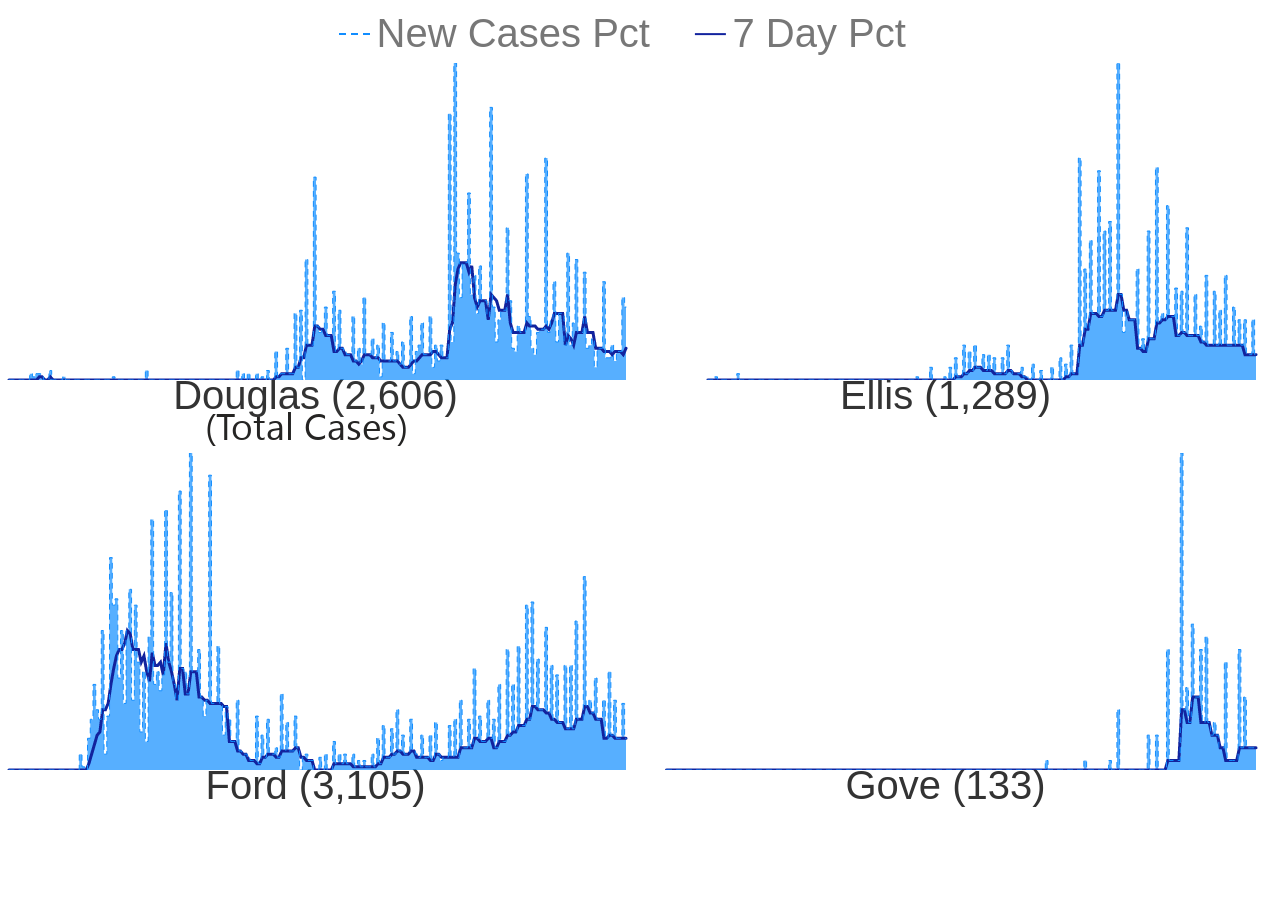 New Cases Pct 7 Day Pct
Douglas (2,606) Ellis (1,289)
(Total Cases)
Ford (3,105) Gove (133)